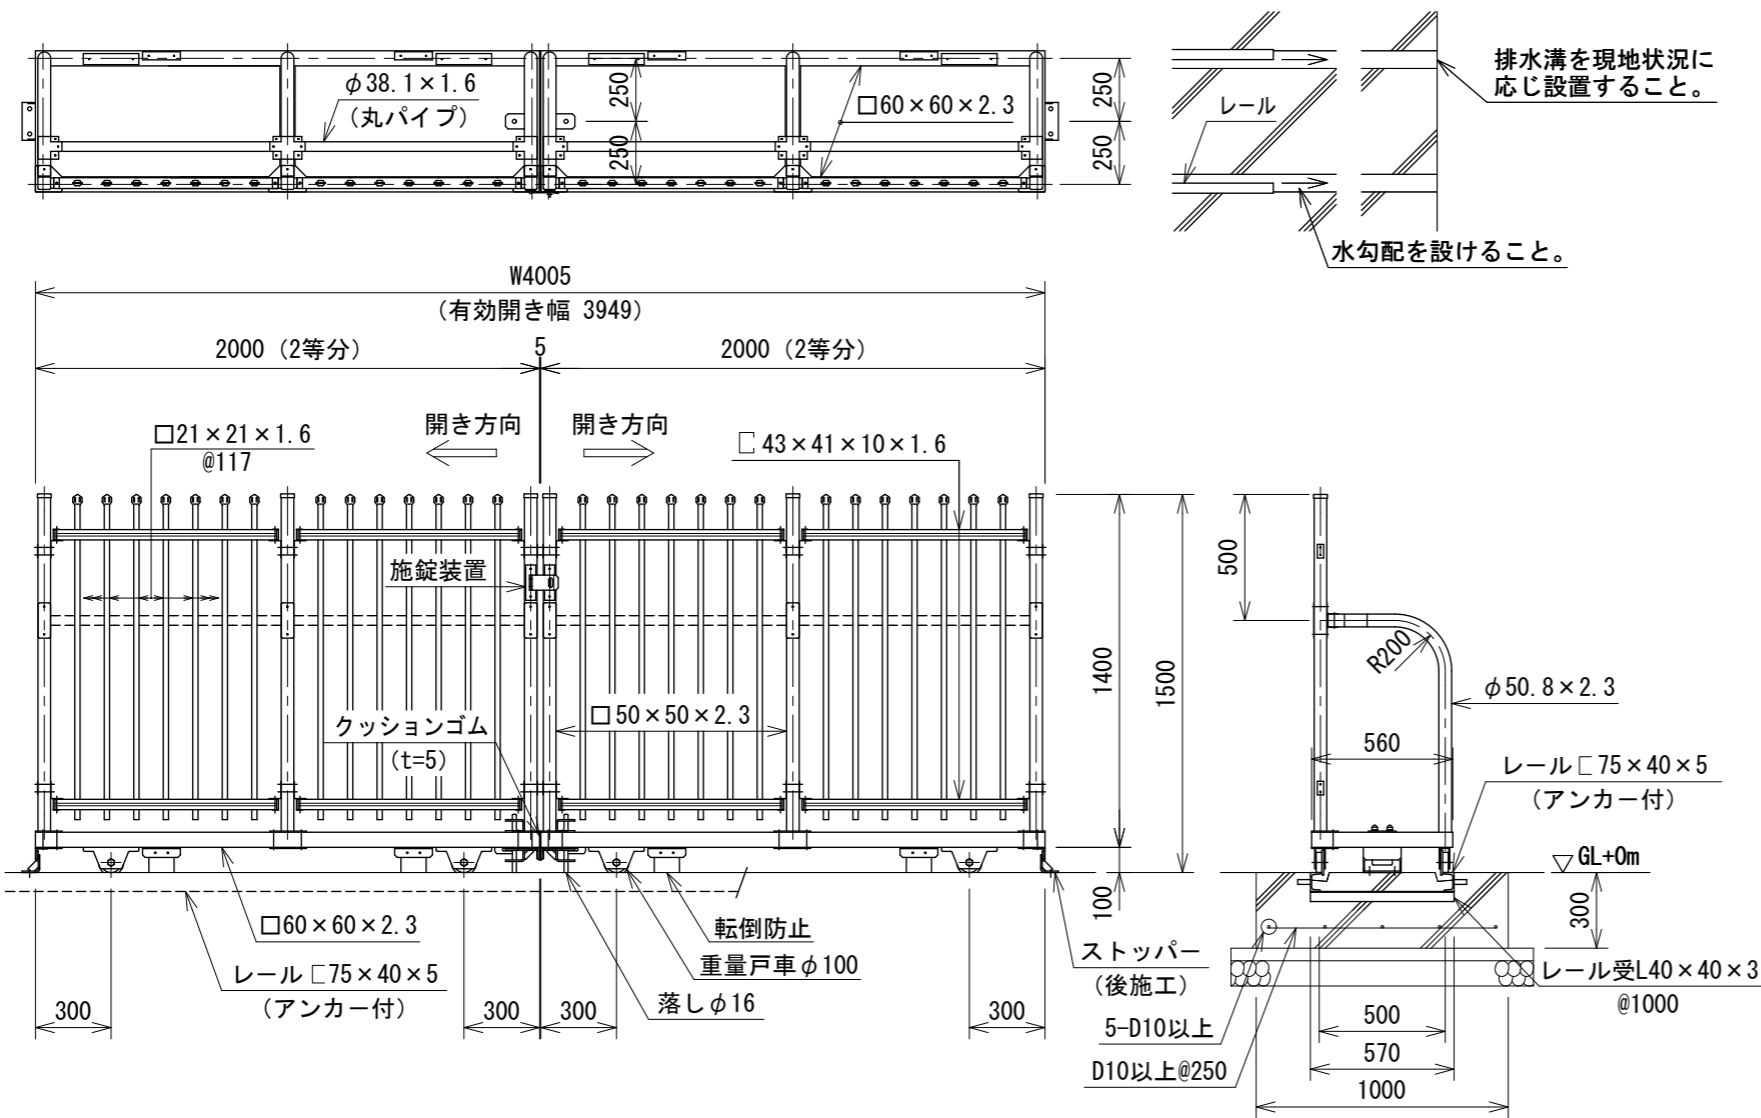 φ38.1×1.6
(丸パイプ)
250
250
□60×60×2.3
250
250
レール
排水溝を現地状況に
応じ設置すること。
水勾配を設けること。
W4005
(有効開き幅 3949)
2000 (2等分)
5
2000 (2等分)
開き方向
開き方向
□21×21×1.6
@117
⊏43×41×10×1.6
施錠装置
クッションゴム
(t=5)
□50×50×2.3
1400
1500
100
500
R200
φ50.8×2.3
560
レール⊏75×40×5
(アンカー付)
▽GL+0m
300
□60×60×2.3
レール⊏75×40×5
(アンカー付)
転倒防止
重量戸車φ100
落しφ16
ストッパー
(後施工)
300
300
300
300
5-D10以上
D10以上@250
レール受L40×40×3
@1000
500
570
1000